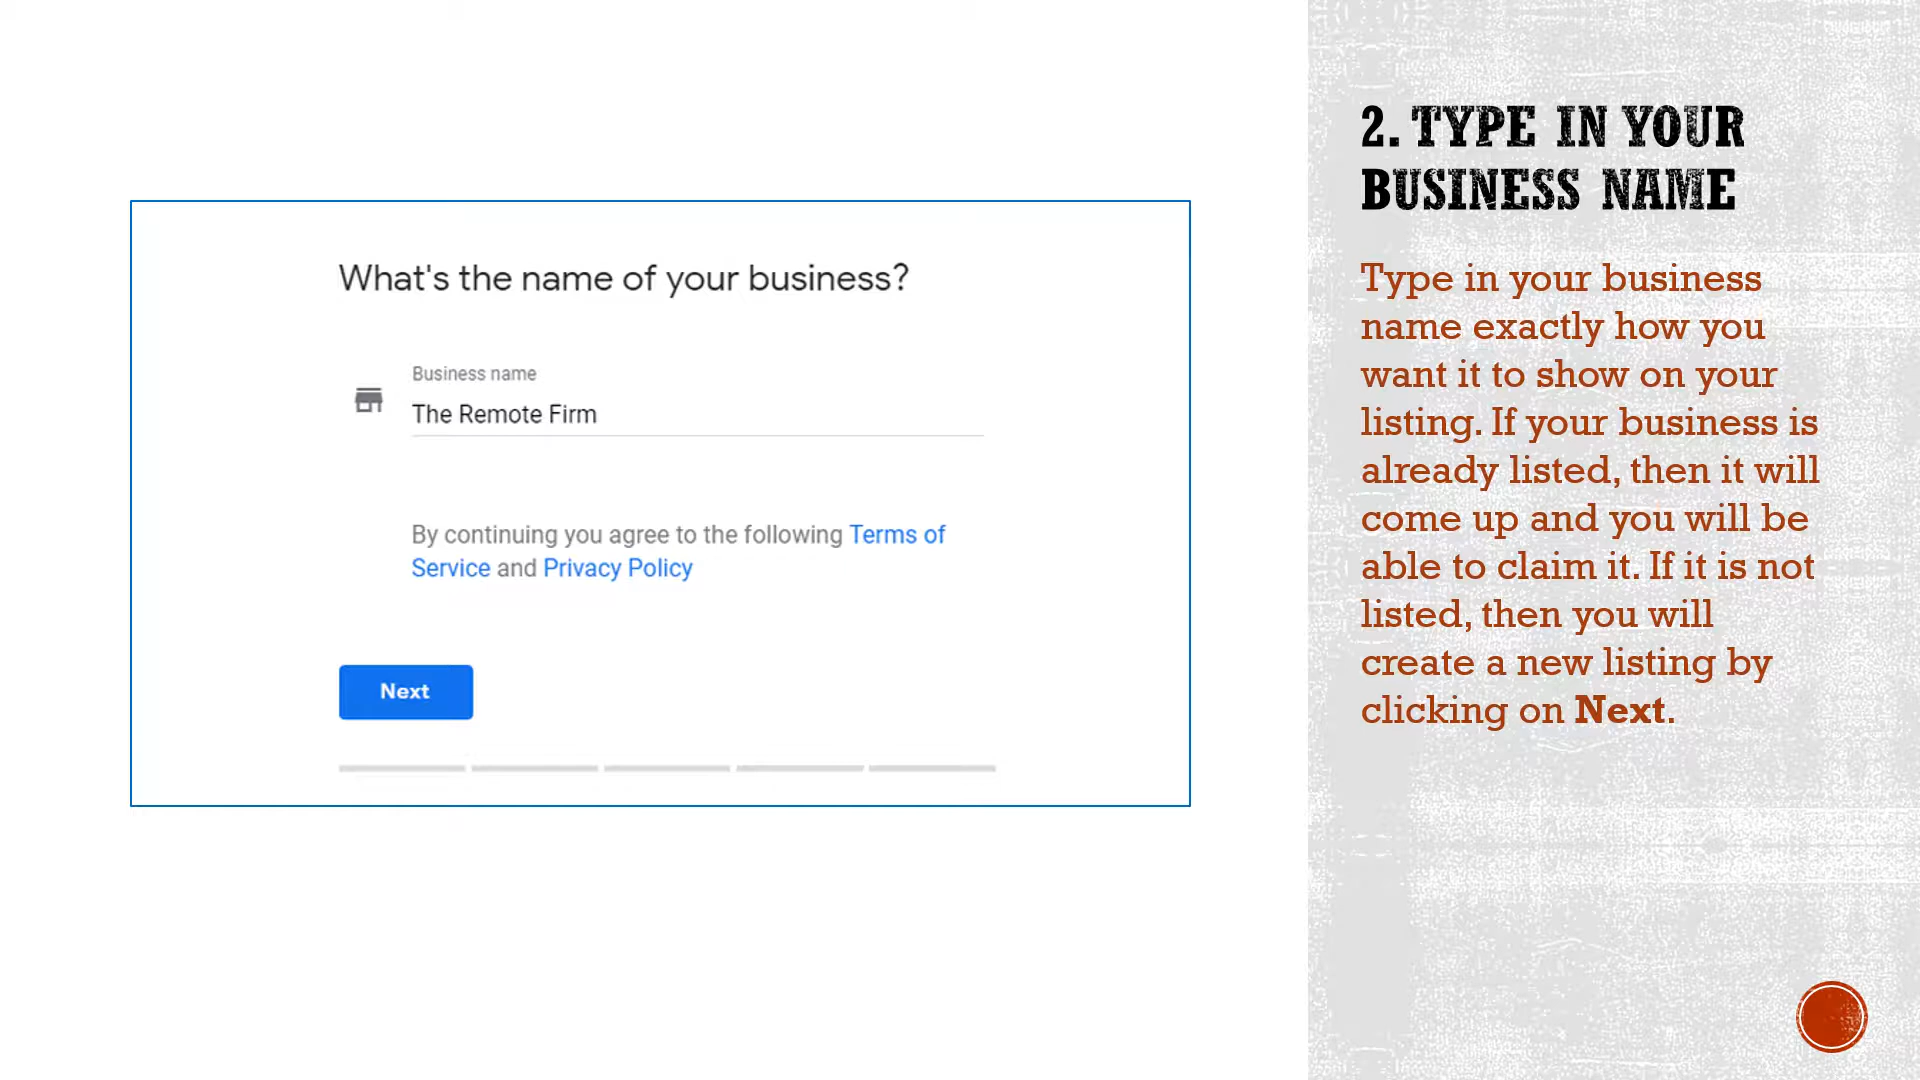 What's the name of your business?
Business name
The Remote Firm
By continuing you agree to the following Terms of
Service and Privacy Policy
Next
2. TYPE IN YOUR
BUSINESS NAME
Type in your business
name exactly how you
want it to show on your
listing. If your business is
already listed, then it will
come up and you will be
able to claim it. If it is not
listed, then you will
create a new listing by
clicking on Next.